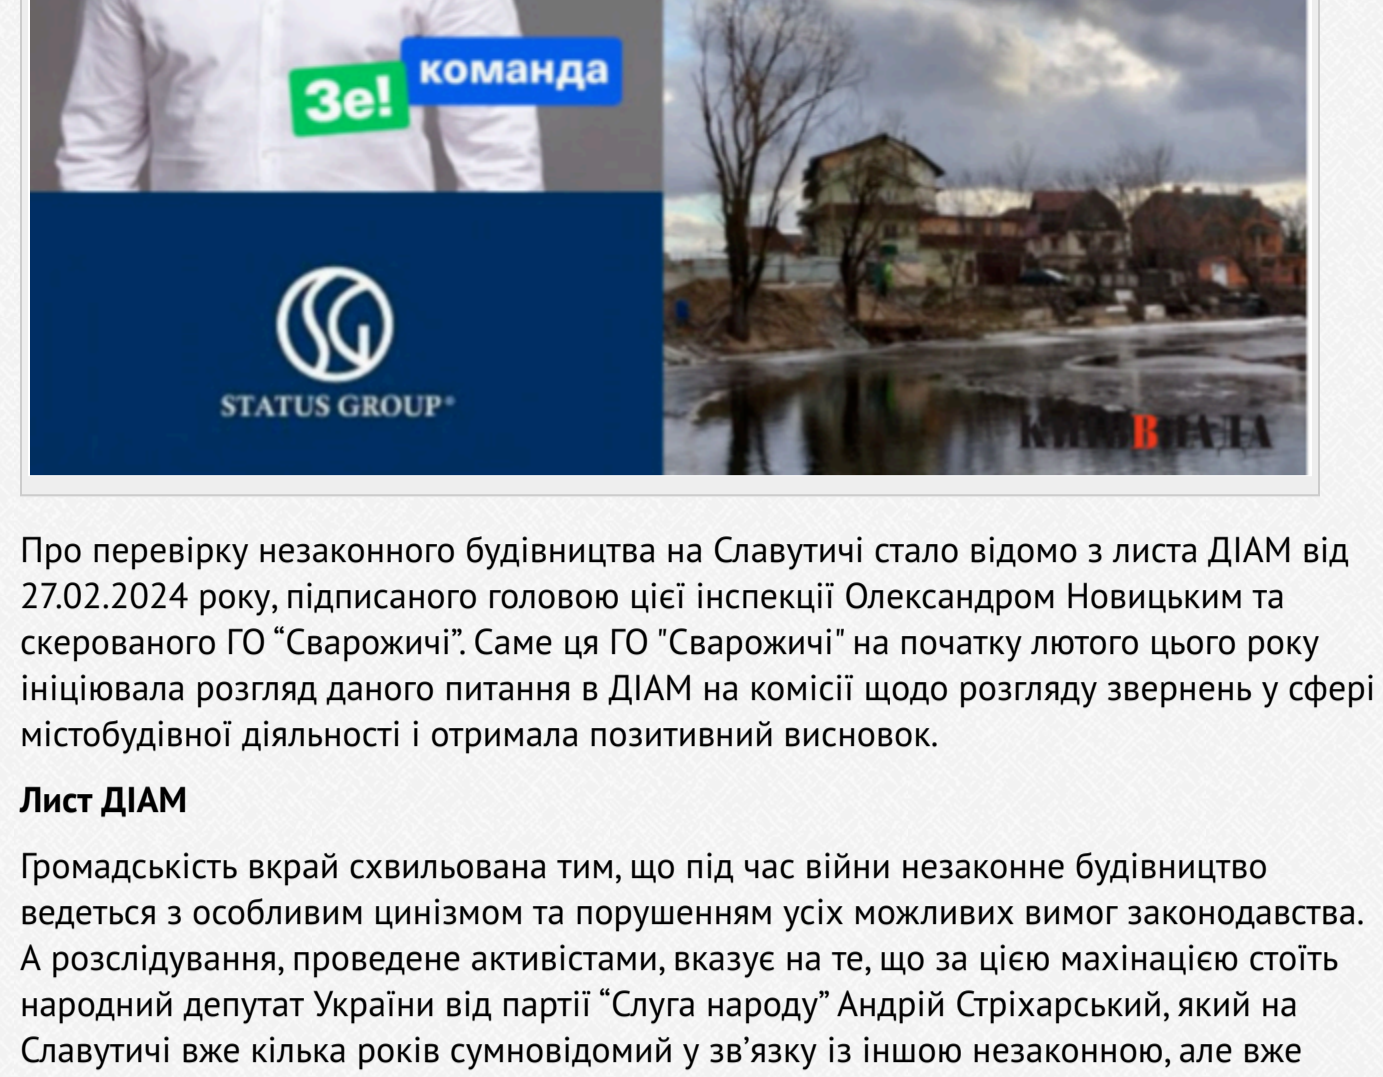 Зе!
команда
STATUS GROUP®
КИЇВВЛАДА
Про перевірку незаконного будівництва на Славутичі стало відомо з листа ДІАМ від
27.02.2024 року, підписаного головою цієї інспекції Олександром Новицьким та
скерованого ГО “Сварожичі”. Саме ця ГО "Сварожичі" на початку лютого цього року
ініціювала розгляд даного питання в ДІАМ на комісії щодо розгляду звернень у сфері
містобудівної діяльності і отримала позитивний висновок.
Лист ДІАМ
Громадськість вкрай схвильована тим, що під час війни незаконне будівництво
ведеться з особливим цинізмом та порушенням усіх можливих вимог законодавства.
А розслідування, проведене активістами, вказує на те, що за цією махінацією стоїть
народний депутат України від партії “Слуга народу” Андрій Стріхарський, який на
Славутичі вже кілька років сумновідомий у зв’язку із іншою незаконною, але вже